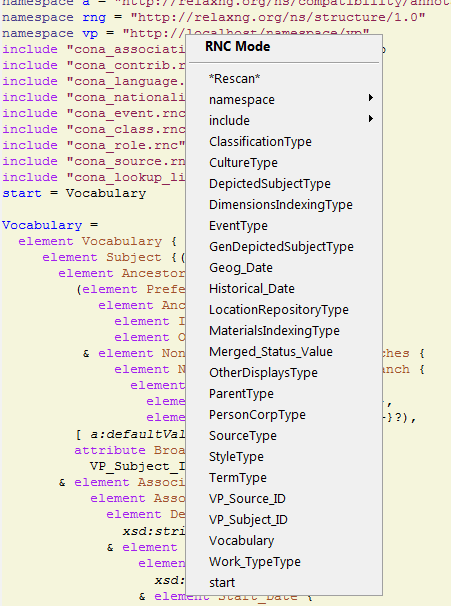 namespace a = "http://relaxng.org/ns/compatibility/annot
namespace rng = "http://relaxng.org/ns/structure/1.0"
namespace vp = "http://localhost/namespace/vp"
include "cona_associati
include "cona_contrib.r
include "cona_language.
include "cona_nationali
include "cona_event.rnc
include "cona_class.rnc
include "cona_role.rnc"
include "cona_source.rn
include "cona_lookup_li
start = Vocabulary
Vocabulary =
element Vocabulary {
element Subject {(
element Ancestor
(element Prefe
element Anc
element I
element O
& element Non ches {
element N anch {
element
eleme ,
eleme }?),
[ a:defaultVal
attribute Broa
VP_Subject_I
& element Associ
element Asso
element De
xsd:stri
& element
elemen
xsd:
& element Start_Date {
RNC Mode
*Rescan*
namespace
include
ClassificationType
CultureType
DepictedSubjectType
DimensionsIndexingType
EventType
GenDepictedSubjectType
Geog_Date
Historical_Date
LocationRepositoryType
MaterialsIndexingType
Merged_Status_Value
OtherDisplaysType
ParentType
PersonCorpType
SourceType
StyleType
TermType
VP_Source_ID
VP_Subject_ID
Vocabulary
Work_TypeType
start